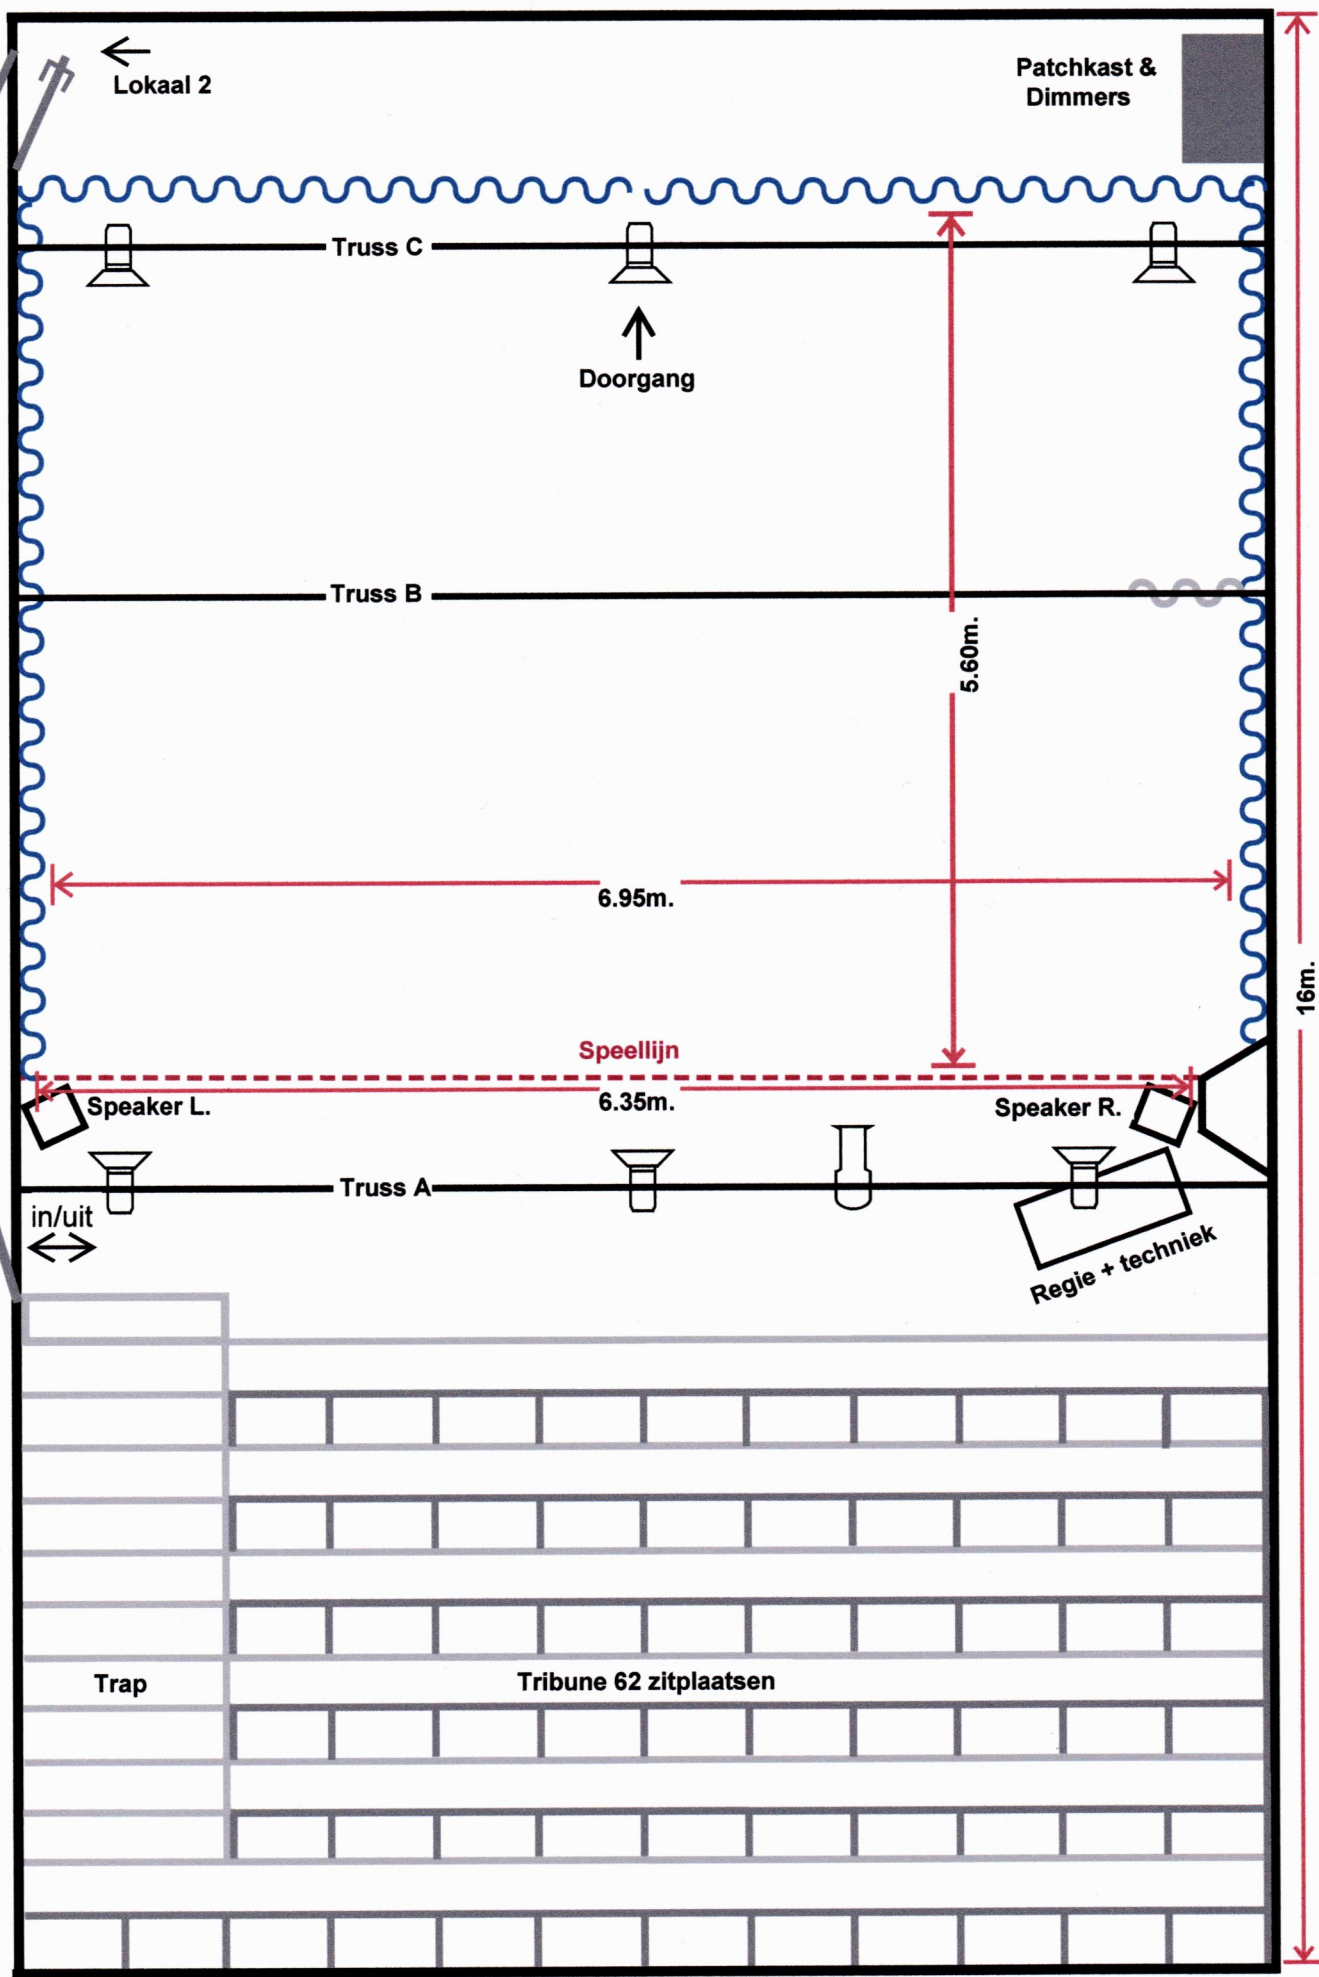 Lokaal 2
Patchkast &
Dimmers
Truss C
Doorgang
Truss B
5.60m.
6.95m.
16m.
Speellijn
6.35m.
Speaker L.
Speaker R.
Truss A
in/uit
Regie + techniek
Trap
Tribune 62 zitplaatsen